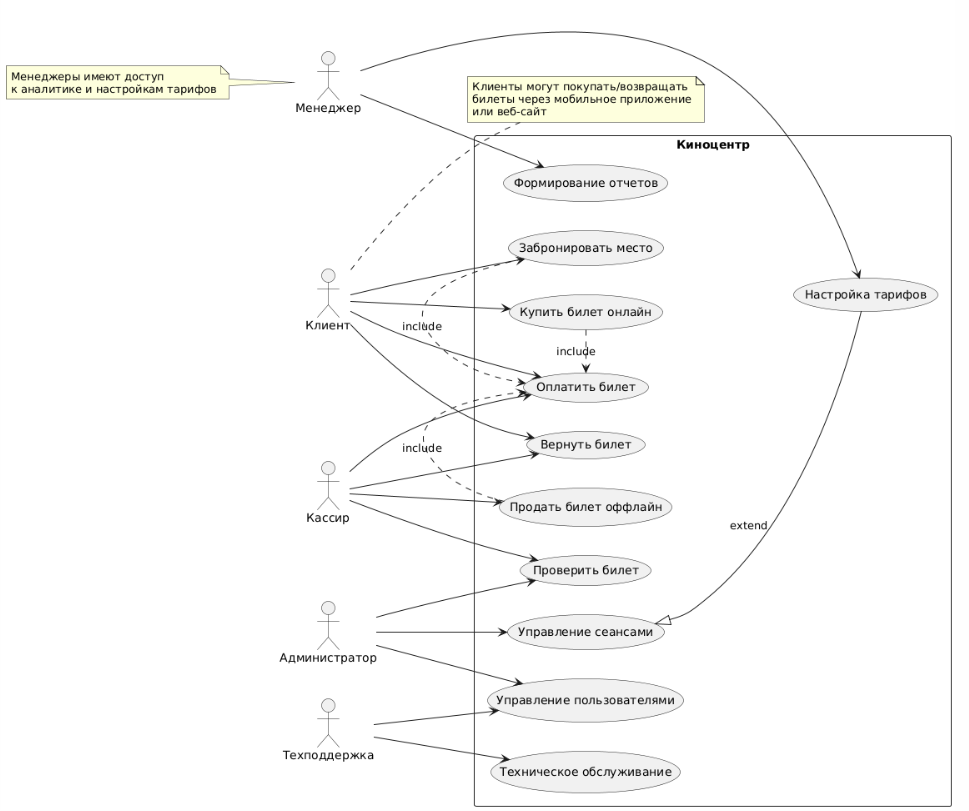 Менеджеры имеют доступ
к аналитике и настройкам тарифов
Менеджер
Клиенты могут покупать/возвращать
билеты через мобильное приложение
или веб-сайт
Киноцентр
Формирование отчетов
Забронировать место
Настройка тарифов
Клиент
Купить билет онлайн
include
include
Оплатить билет
Вернуть билет
include
Кассир
Продать билет оффлайн
extend
Проверить билет
Администратор
Управление сеансами
Управление пользователями
Техподдержка
Техническое обслуживание